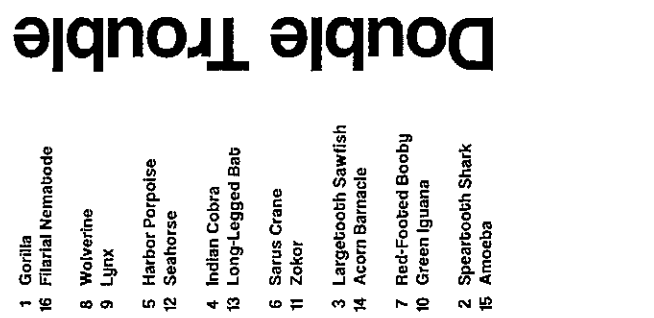 Double Trouble
1 Gorilla
16 Filarial Nematode
8 Wolverine
9 Lynx
5 Harbor Porpoise
12 Seahorse
4 Indian Cobra
13 Long-Legged Bat
6 Sarus Crane
11 Zokor
3 Largetooth Sawfish
14 Acorn Barnacle
7 Red-Footed Booby
10 Green Iguana
2 Speartooth Shark
15 Amoeba